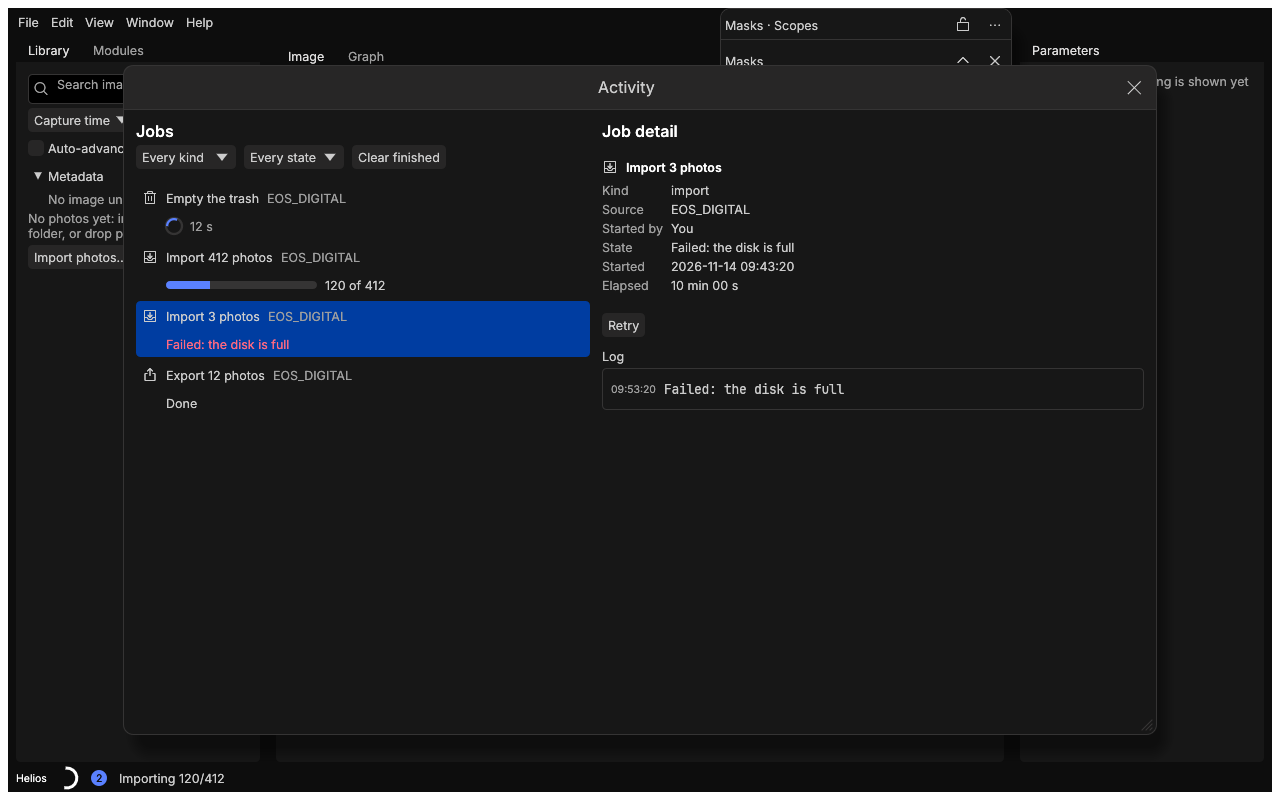 File Edit View Window Help
Masks · Scopes
Library Modules
Image Graph
Masks
Parameters
Search ima
ng is shown yet
Activity
Capture time
Auto-advanc
Metadata
No image un
No photos yet: i
folder, or drop p
Import photos..
Jobs
Every kind Every state Clear finished
Empty the trash EOS_DIGITAL
12 s
Import 412 photos EOS_DIGITAL
120 of 412
Import 3 photos EOS_DIGITAL
Failed: the disk is full
Export 12 photos EOS_DIGITAL
Done
Job detail
Import 3 photos
Kind import
Source EOS_DIGITAL
Started by You
State Failed: the disk is full
Started 2026-11-14 09:43:20
Elapsed 10 min 00 s
Retry
Log
09:53:20 Failed: the disk is full
Helios 2 Importing 120/412